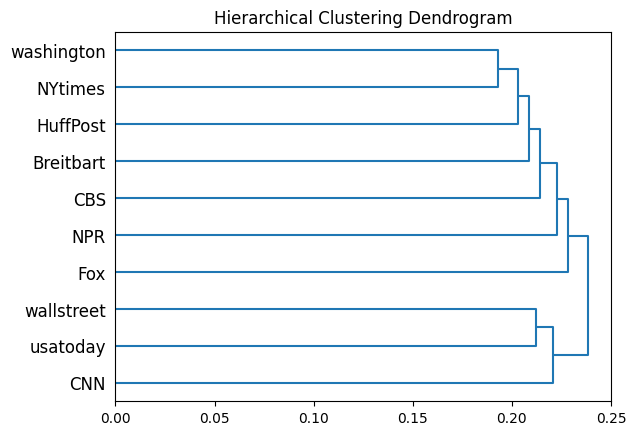 Hierarchical Clustering Dendrogram
washington
NYtimes
HuffPost
Breitbart
CBS
NPR
Fox
wallstreet
usatoday
CNN
0.00 0.05 0.10 0.15 0.20 0.25